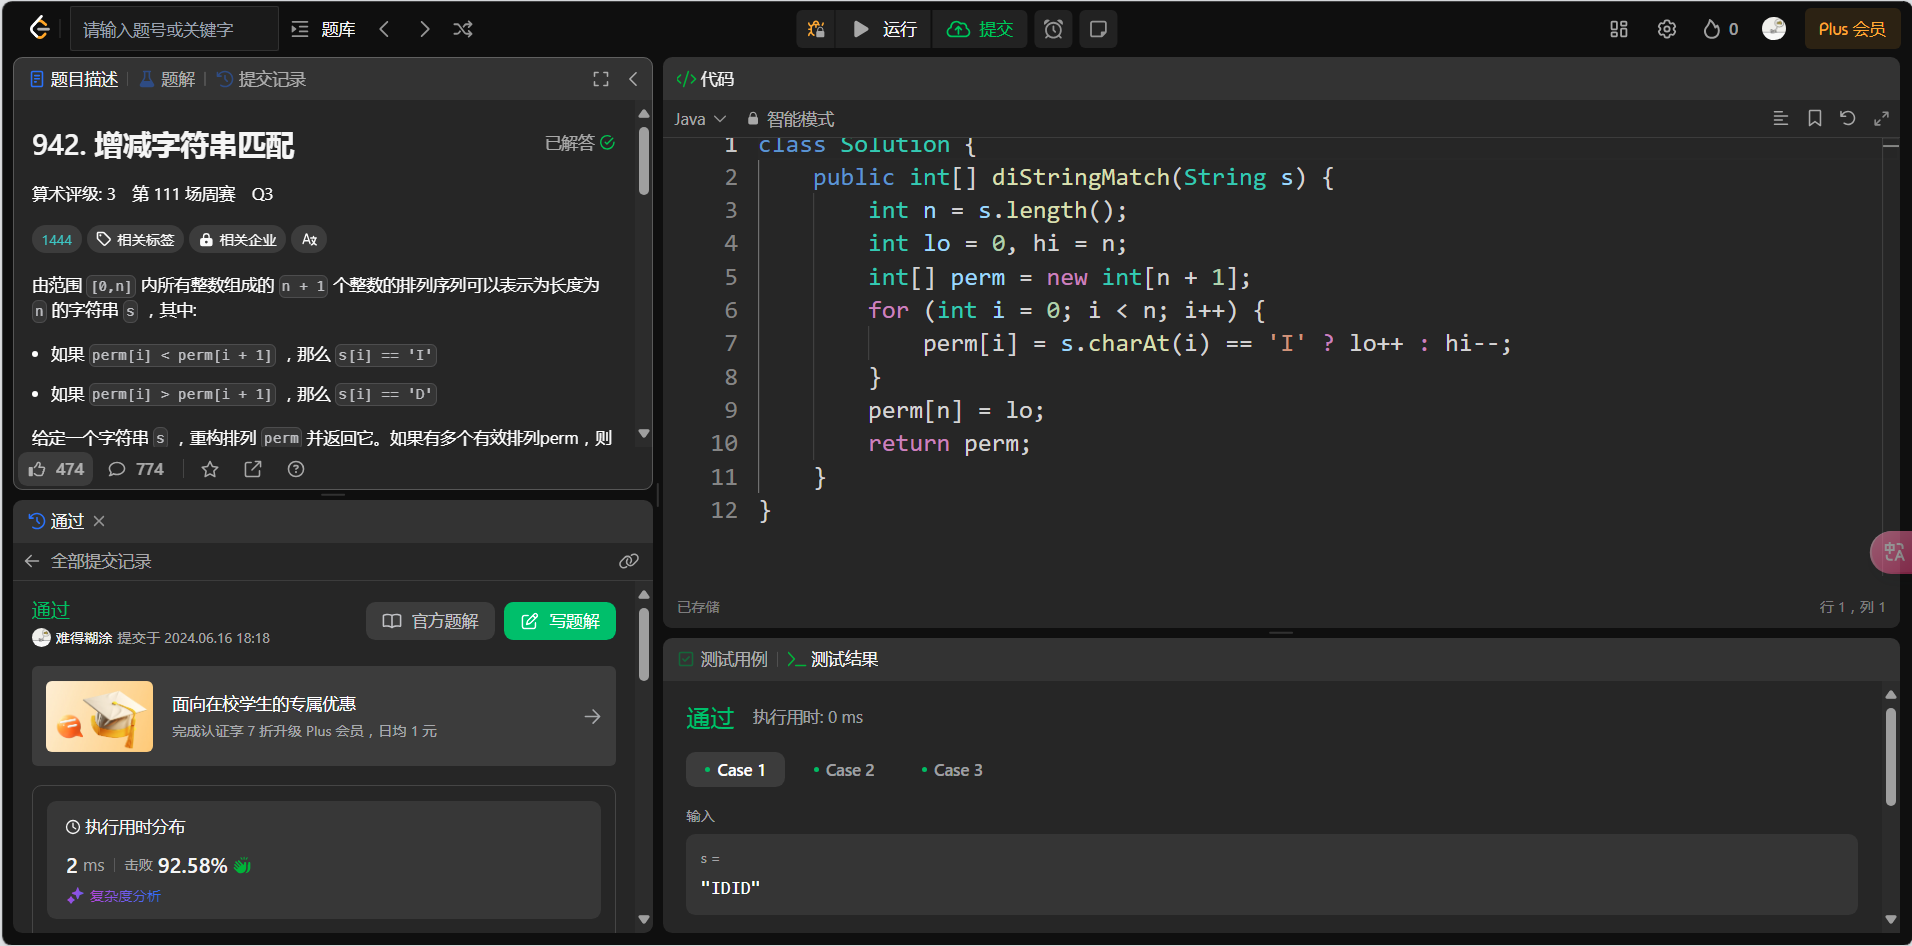 请输入题号或关键字
题库
运行
提交
0
Plus 会员
题目描述
题解
提交记录
942. 增减字符串匹配
已解答
算术评级: 3 第 111 场周赛 Q3
1444
相关标签
相关企业
由范围 [0,n] 内所有整数组成的 n + 1 个整数的排列序列可以表示为长度为
n 的字符串 s ，其中:
• 如果 perm[i] < perm[i + 1] ，那么 s[i] == 'I'
• 如果 perm[i] > perm[i + 1] ，那么 s[i] == 'D'
给定一个字符串 s ，重构排列 perm 并返回它。如果有多个有效排列perm，则
474
774
通过
全部提交记录
通过
难得糊涂 提交于 2024.06.16 18:18
官方题解
写题解
面向在校学生的专属优惠
完成认证享 7 折升级 Plus 会员，日均 1 元
执行用时分布
2 ms 击败 92.58%
复杂度分析
</> 代码
Java
智能模式
1 class Solution {
2 public int[] diStringMatch(String s) {
3 int n = s.length();
4 int lo = 0, hi = n;
5 int[] perm = new int[n + 1];
6 for (int i = 0; i < n; i++) {
7 perm[i] = s.charAt(i) == 'I' ? lo++ : hi--;
8 }
9 perm[n] = lo;
10 return perm;
11 }
12 }
已存储
行 1，列 1
测试用例
测试结果
通过 执行用时: 0 ms
• Case 1
• Case 2
• Case 3
输入
s =
"IDID"